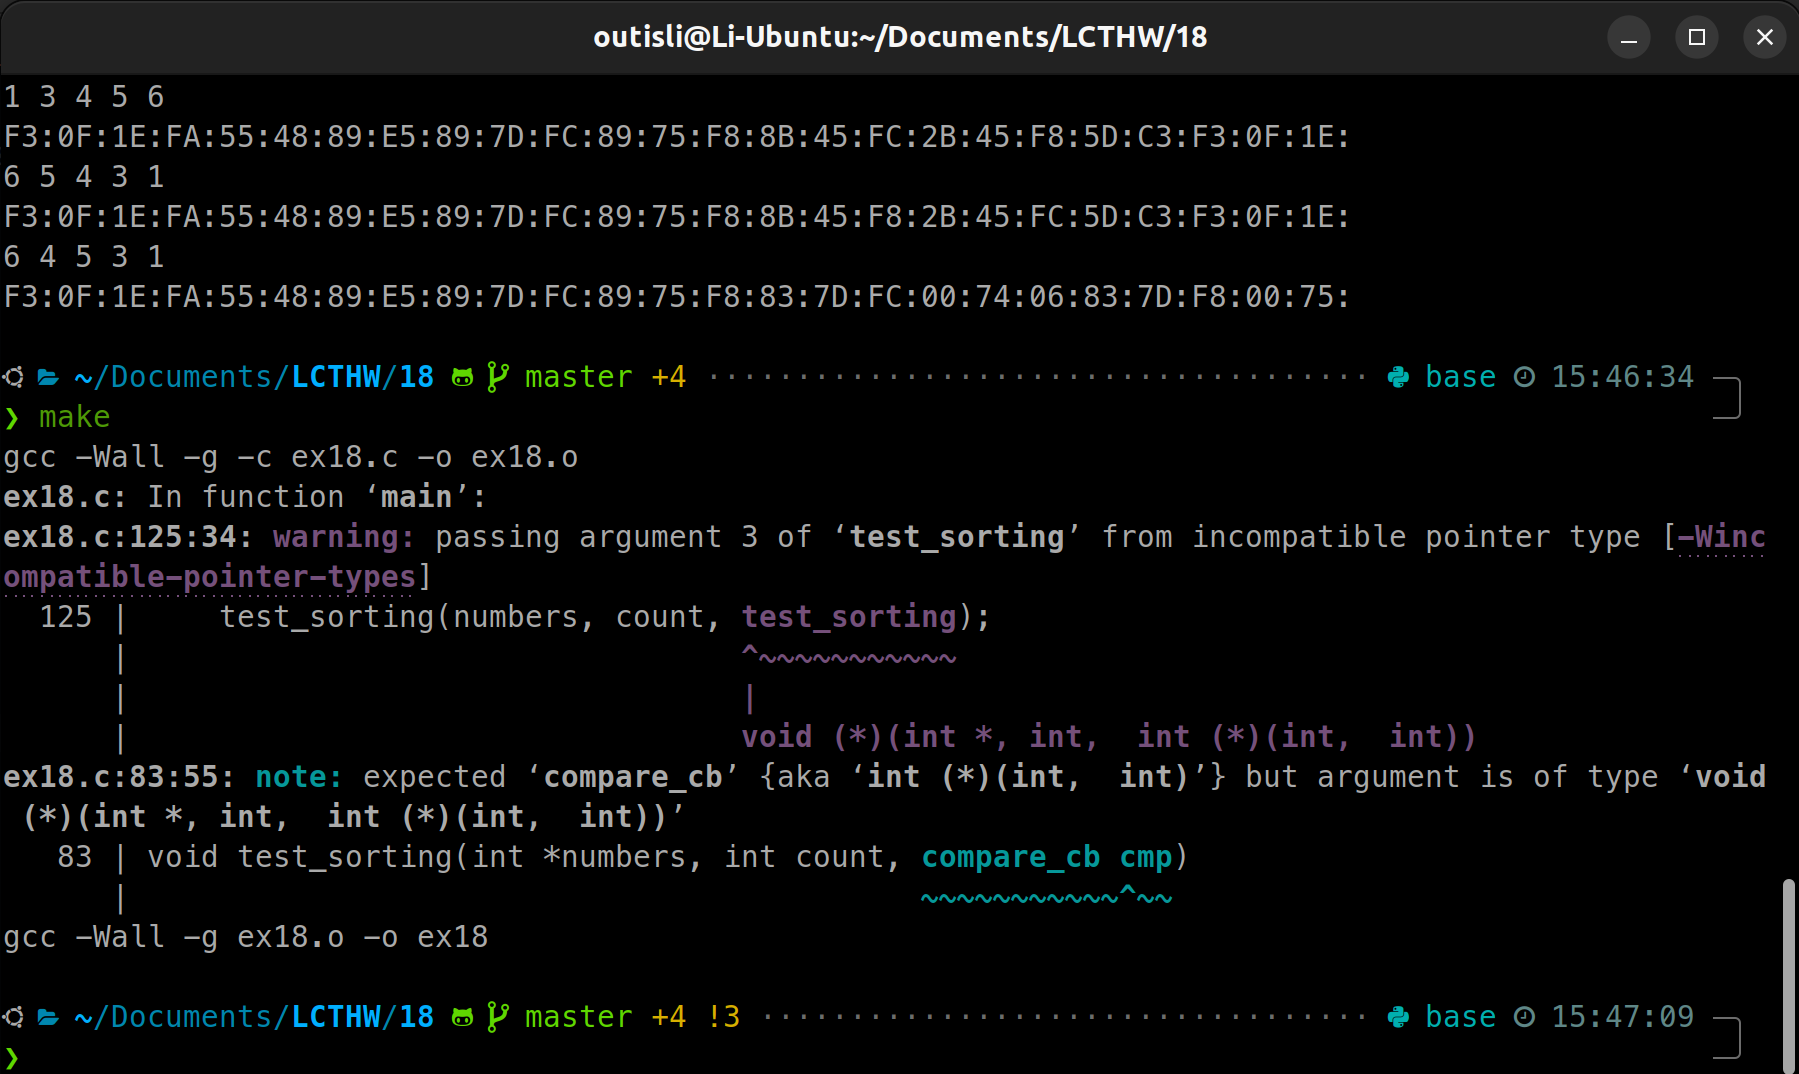 outisli@Li-Ubuntu:~/Documents/LCTHW/18
1 3 4 5 6
F3:0F:1E:FA:55:48:89:E5:89:7D:FC:89:75:F8:8B:45:FC:2B:45:F8:5D:C3:F3:0F:1E:
6 5 4 3 1
F3:0F:1E:FA:55:48:89:E5:89:7D:FC:89:75:F8:8B:45:F8:2B:45:FC:5D:C3:F3:0F:1E:
6 4 5 3 1
F3:0F:1E:FA:55:48:89:E5:89:7D:FC:89:75:F8:83:7D:FC:00:74:06:83:7D:F8:00:75:
~/Documents/LCTHW/18 master +4 ····································· base 15:46:34
❯ make
gcc -Wall -g -c ex18.c -o ex18.o
ex18.c: In function ‘main’:
ex18.c:125:34: warning: passing argument 3 of ‘test_sorting’ from incompatible pointer type [-Winc
ompatible-pointer-types]
  125 |     test_sorting(numbers, count, test_sorting);
      |                                  ^~~~~~~~~~~~
      |                                  |
      |                                  void (*)(int *, int,  int (*)(int,  int))
ex18.c:83:55: note: expected ‘compare_cb’ {aka ‘int (*)(int,  int)’} but argument is of type ‘void
 (*)(int *, int,  int (*)(int,  int))’
   83 | void test_sorting(int *numbers, int count, compare_cb cmp)
      |                                            ~~~~~~~~~~~^~~
gcc -Wall -g ex18.o -o ex18
~/Documents/LCTHW/18 master +4 !3 ·································· base 15:47:09
❯